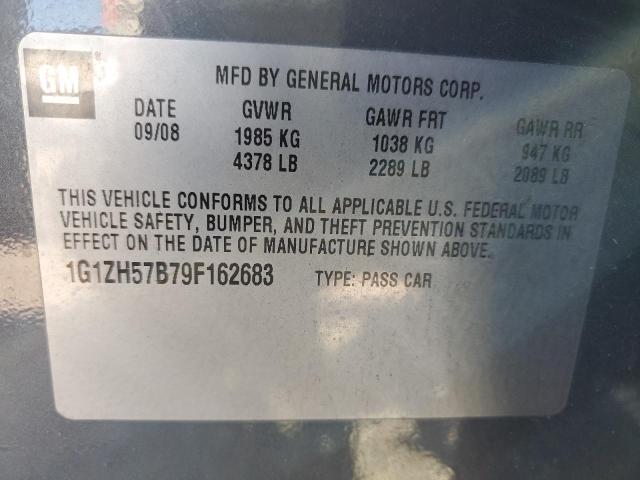 GM
MFD BY GENERAL MOTORS CORP.
DATE GVWR GAWR FRT GAWR RR
09/08 1985 KG 1038 KG 947 KG
4378 LB 2289 LB 2089 LB
THIS VEHICLE CONFORMS TO ALL APPLICABLE U.S. FEDERAL MOTOR
VEHICLE SAFETY, BUMPER, AND THEFT PREVENTION STANDARDS IN
EFFECT ON THE DATE OF MANUFACTURE SHOWN ABOVE.
1G1ZH57B79F162683 TYPE: PASS CAR